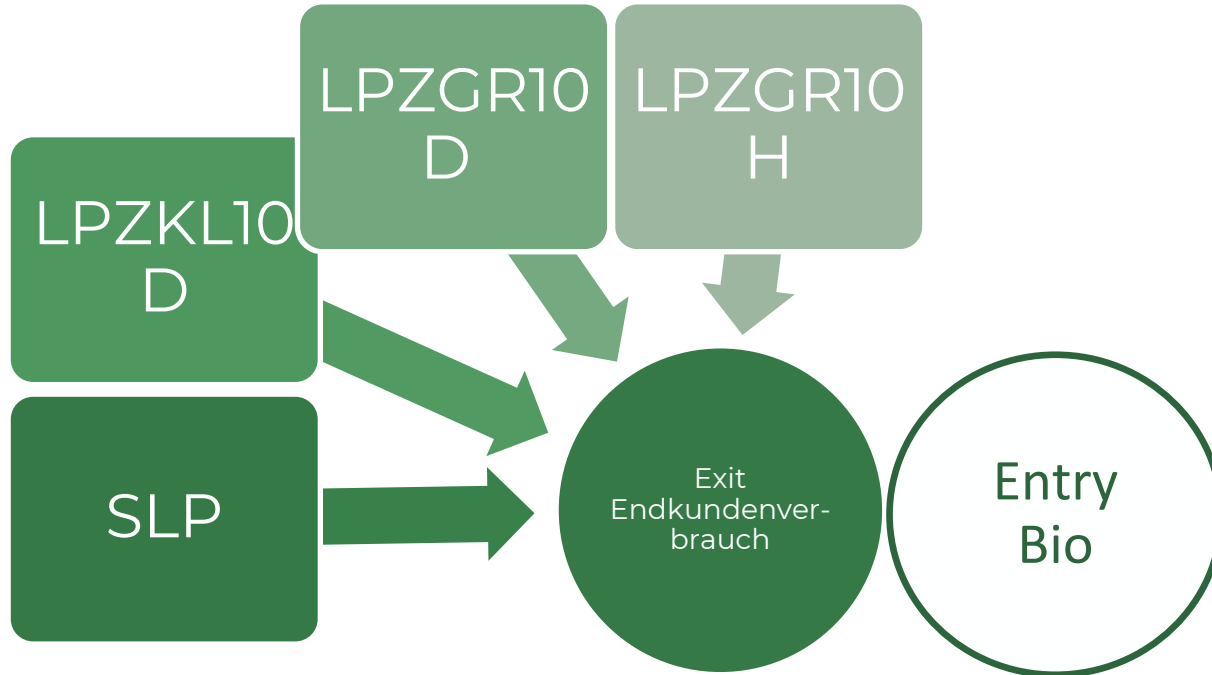 LPZGR10
D
LPZGR10
H
LPZKL10
D
SLP
Exit
Endkundenver-
brauch
Entry
Bio